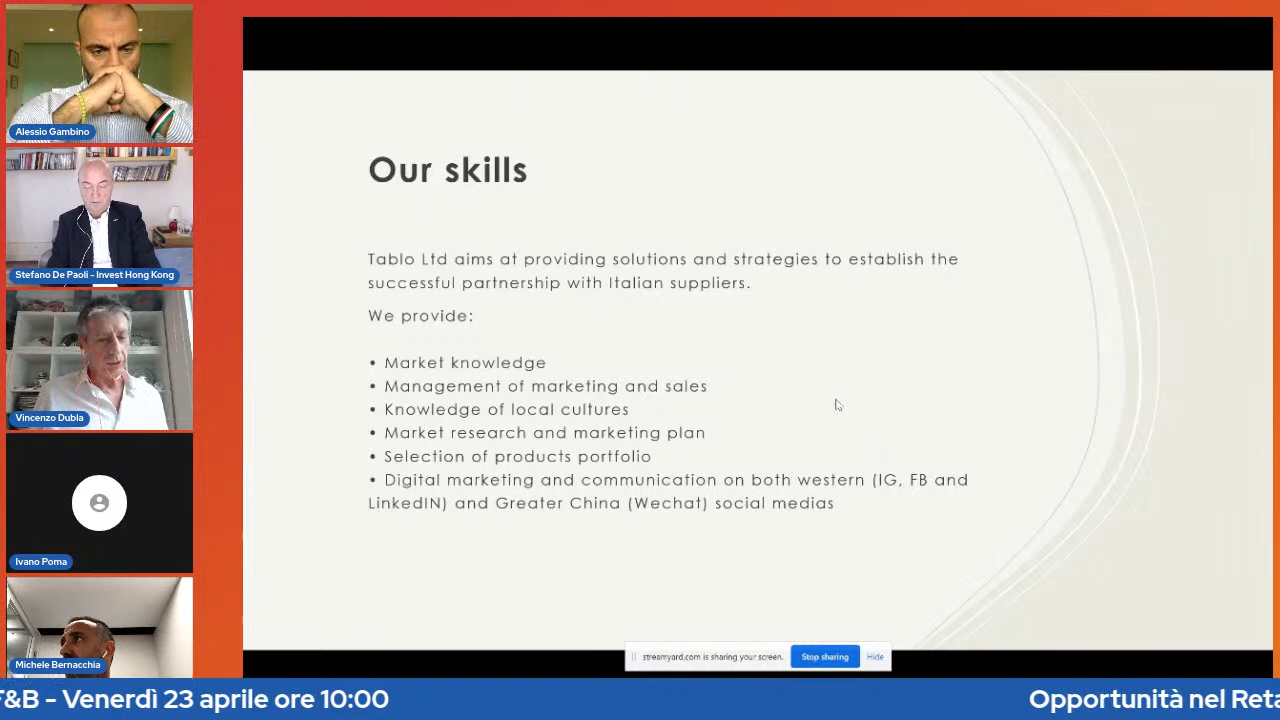 Alessio Gambino
Stefano De Paoli - Invest Hong Kong
Vincenzo Dubla
Ivano Poma
Michele Bernacchia
Our skills
Tablo Ltd aims at providing solutions and strategies to establish the
successful partnership with Italian suppliers.
We provide:
• Market knowledge
• Management of marketing and sales
• Knowledge of local cultures
• Market research and marketing plan
• Selection of products portfolio
• Digital marketing and communication on both western (IG, FB and
LinkedIN) and Greater China (Wechat) social medias
streamyard.com is sharing your screen. Stop sharing Hide
F&B - Venerdì 23 aprile ore 10:00
Opportunità nel Reta